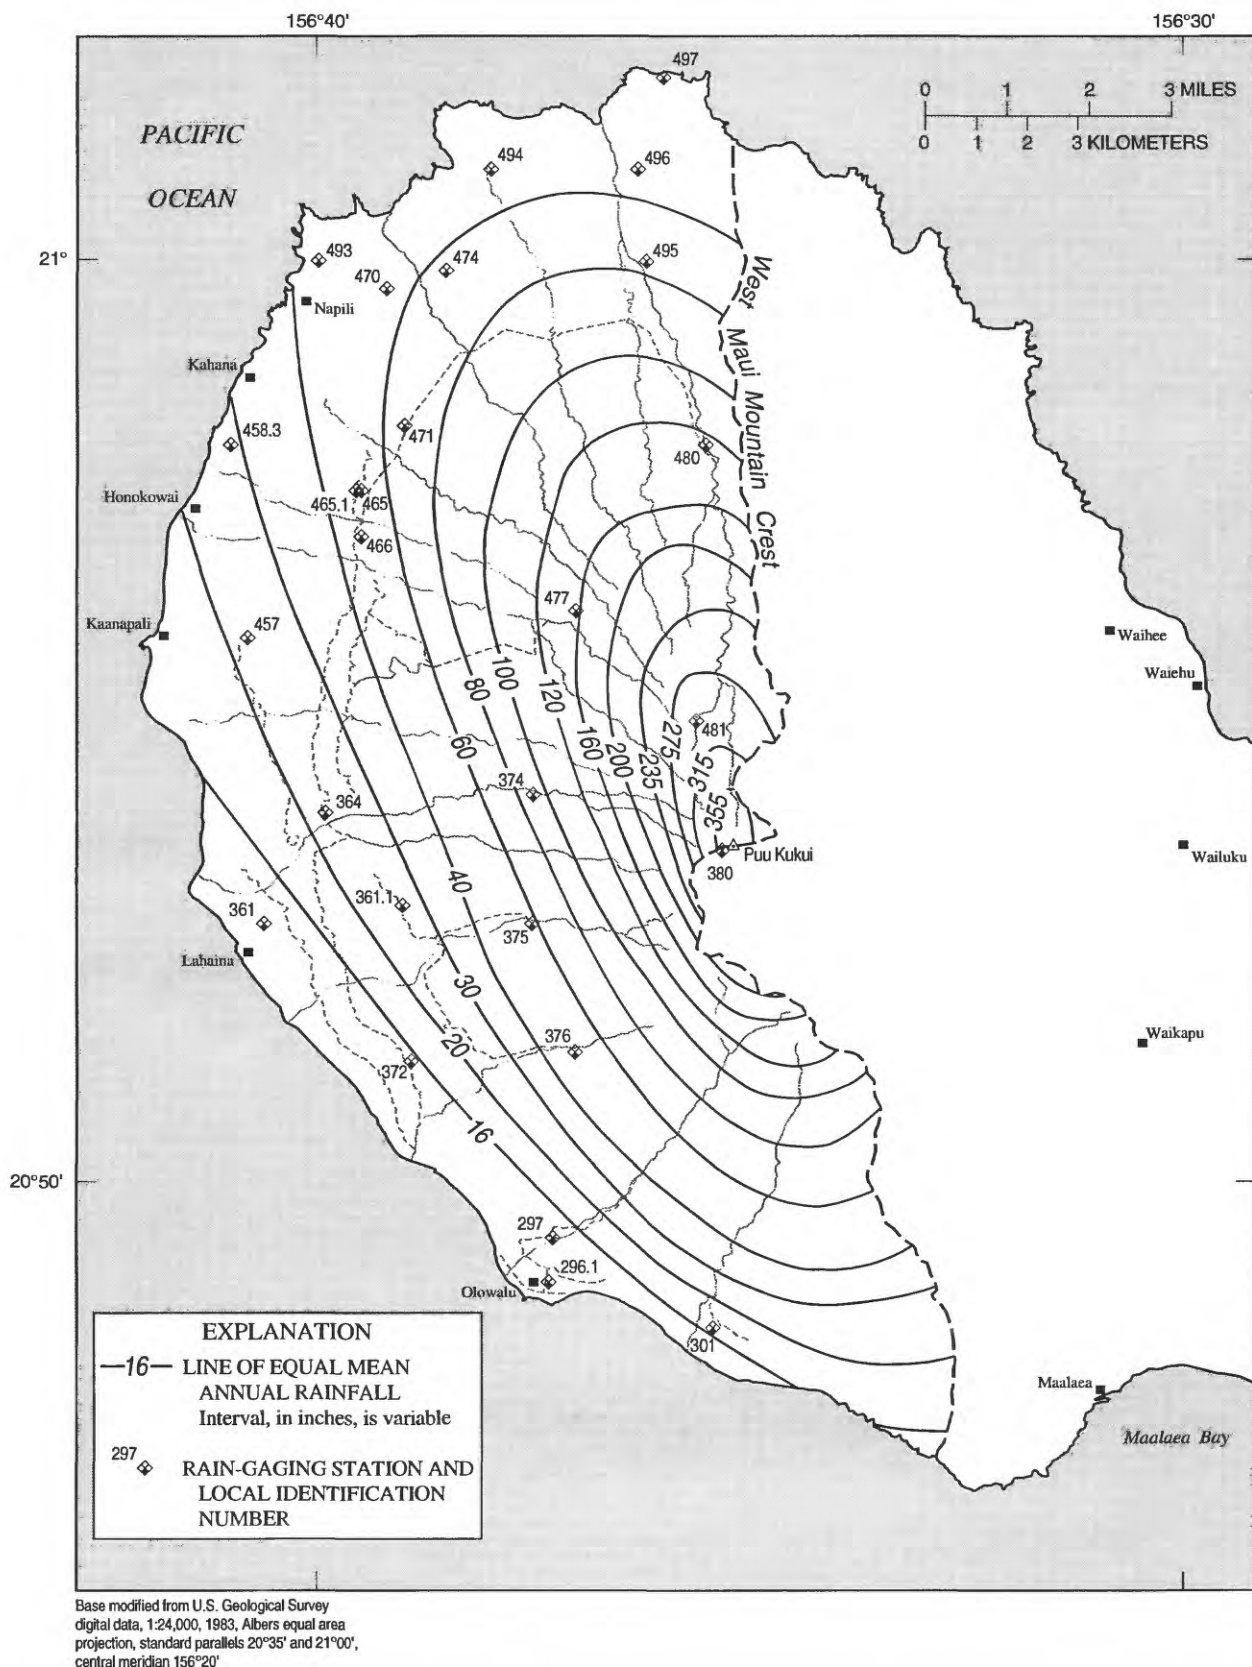 156°40'
156°30'
497
0 1 2 3 MILES
0 1 2 3 KILOMETERS
PACIFIC
OCEAN
494
496
21°
493
470
474
495
Napili
West Maui Mountain Crest
Kahana
458.3
471
480
Honokowai
465.1
465
466
477
Kaanapali
457
Waihee
Waiehu
100
80
120
60
160
200
235
275
315
355
481
374
364
Puu Kukui
380
Wailuku
40
361
361.1
375
Lahaina
30
20
376
372
Waikapu
16
20°50'
297
296.1
Olowalu
301
Maalaea
Maalaea Bay
EXPLANATION
16 LINE OF EQUAL MEAN
ANNUAL RAINFALL
Interval, in inches, is variable
297
RAIN-GAGING STATION AND
LOCAL IDENTIFICATION
NUMBER
Base modified from U.S. Geological Survey
digital data, 1:24,000, 1983, Albers equal area
projection, standard parallels 20°35' and 21°00',
central meridian 156°20'